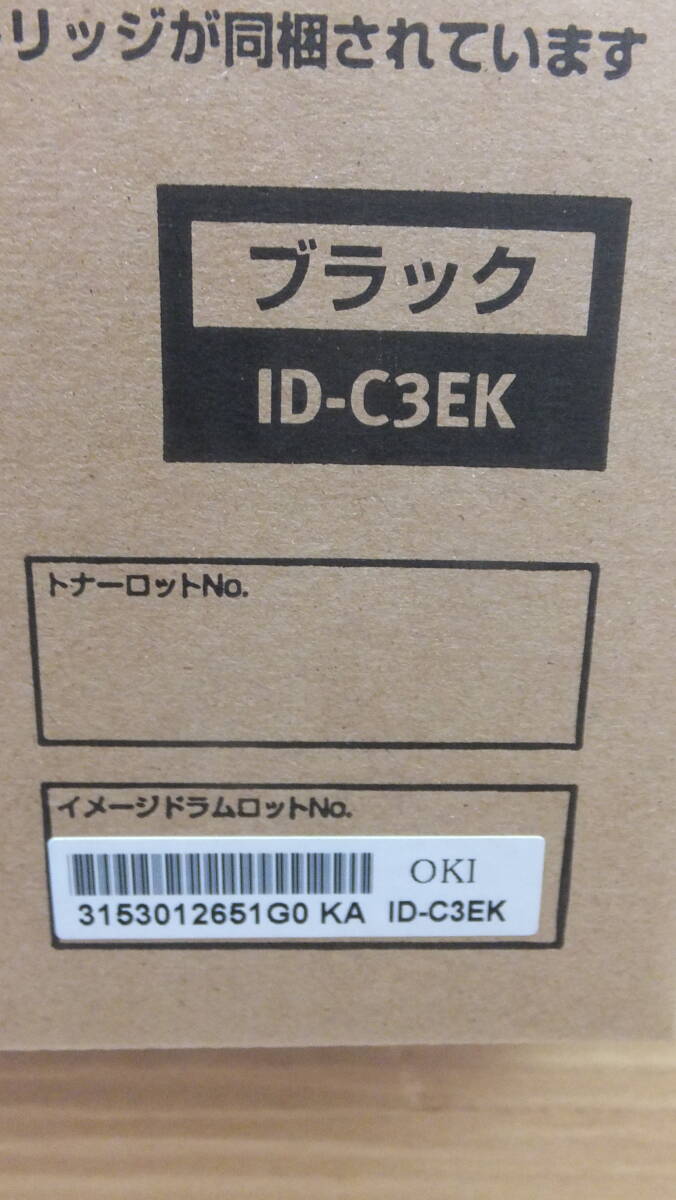 リッジが同梱されています
ブラック
ID-C3EK
トナーロットNo.
イメージドラムロットNo.
OKI
3153012651G0 KA ID-C3EK